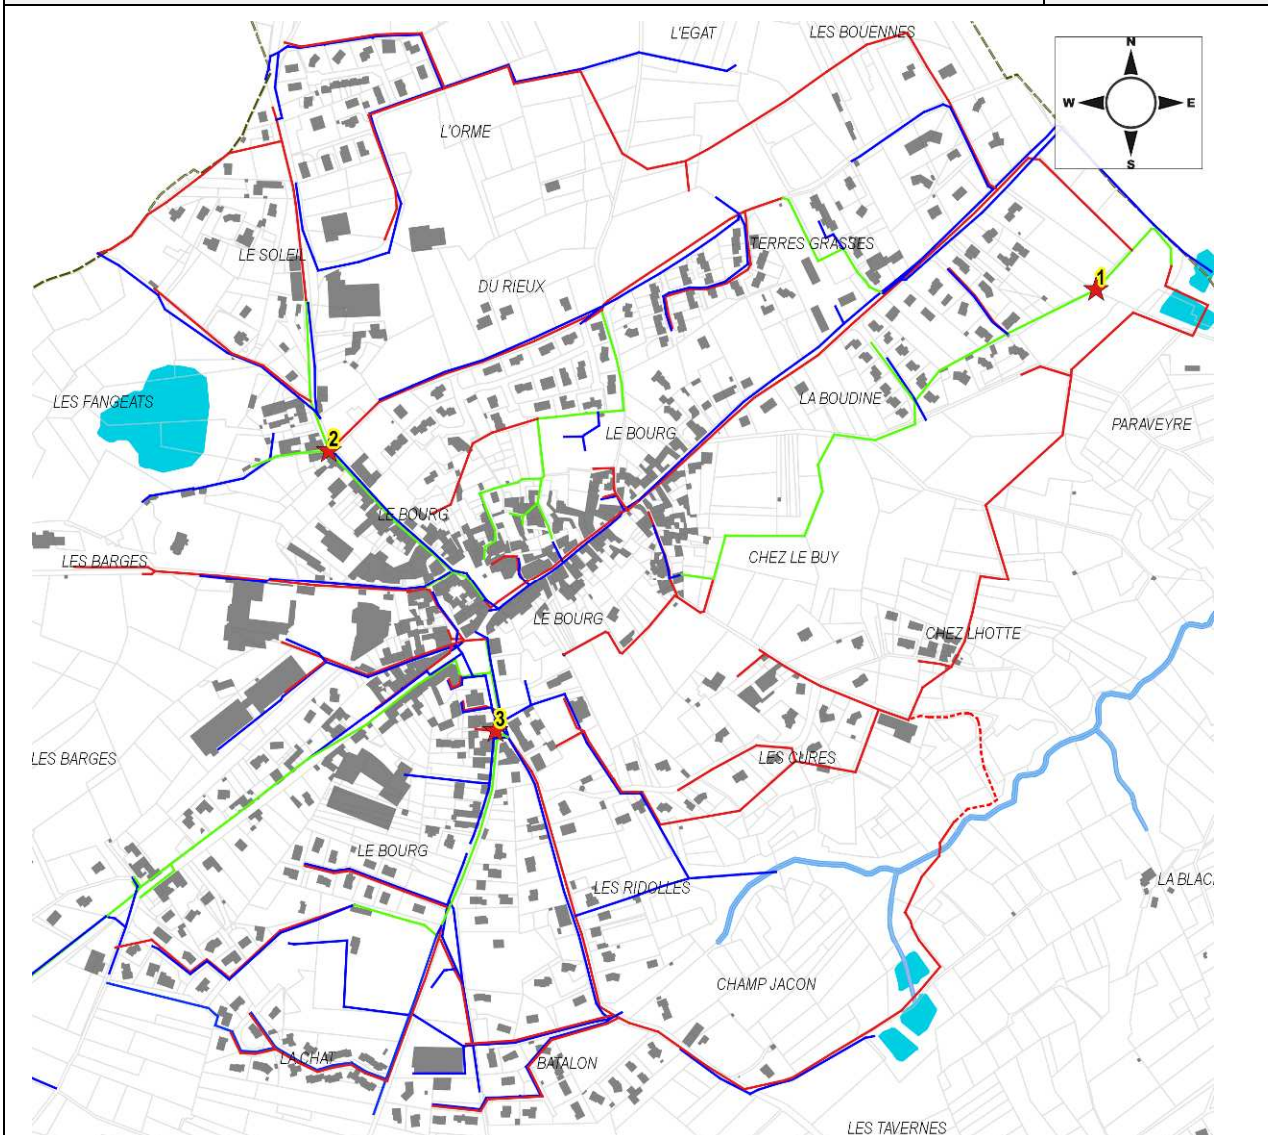 L'EGAT
LES BOUENNES
N
W
E
S
L'ORME
LE SOLEIL
TERRES GRASSES
1
DU RIEUX
LES FANGEATS
LA BOUDINE
PARAVEYRE
2
LE BOURG
LE BOURG
LES BARGES
CHEZ LE BUY
LE BOURG
CHEZ LHOTTE
3
LES BARGES
LES CURES
LE BOURG
LES RIDOLLES
LA BLAC
CHAMP JACON
LA CHAT
BATALON
LES TAVERNES